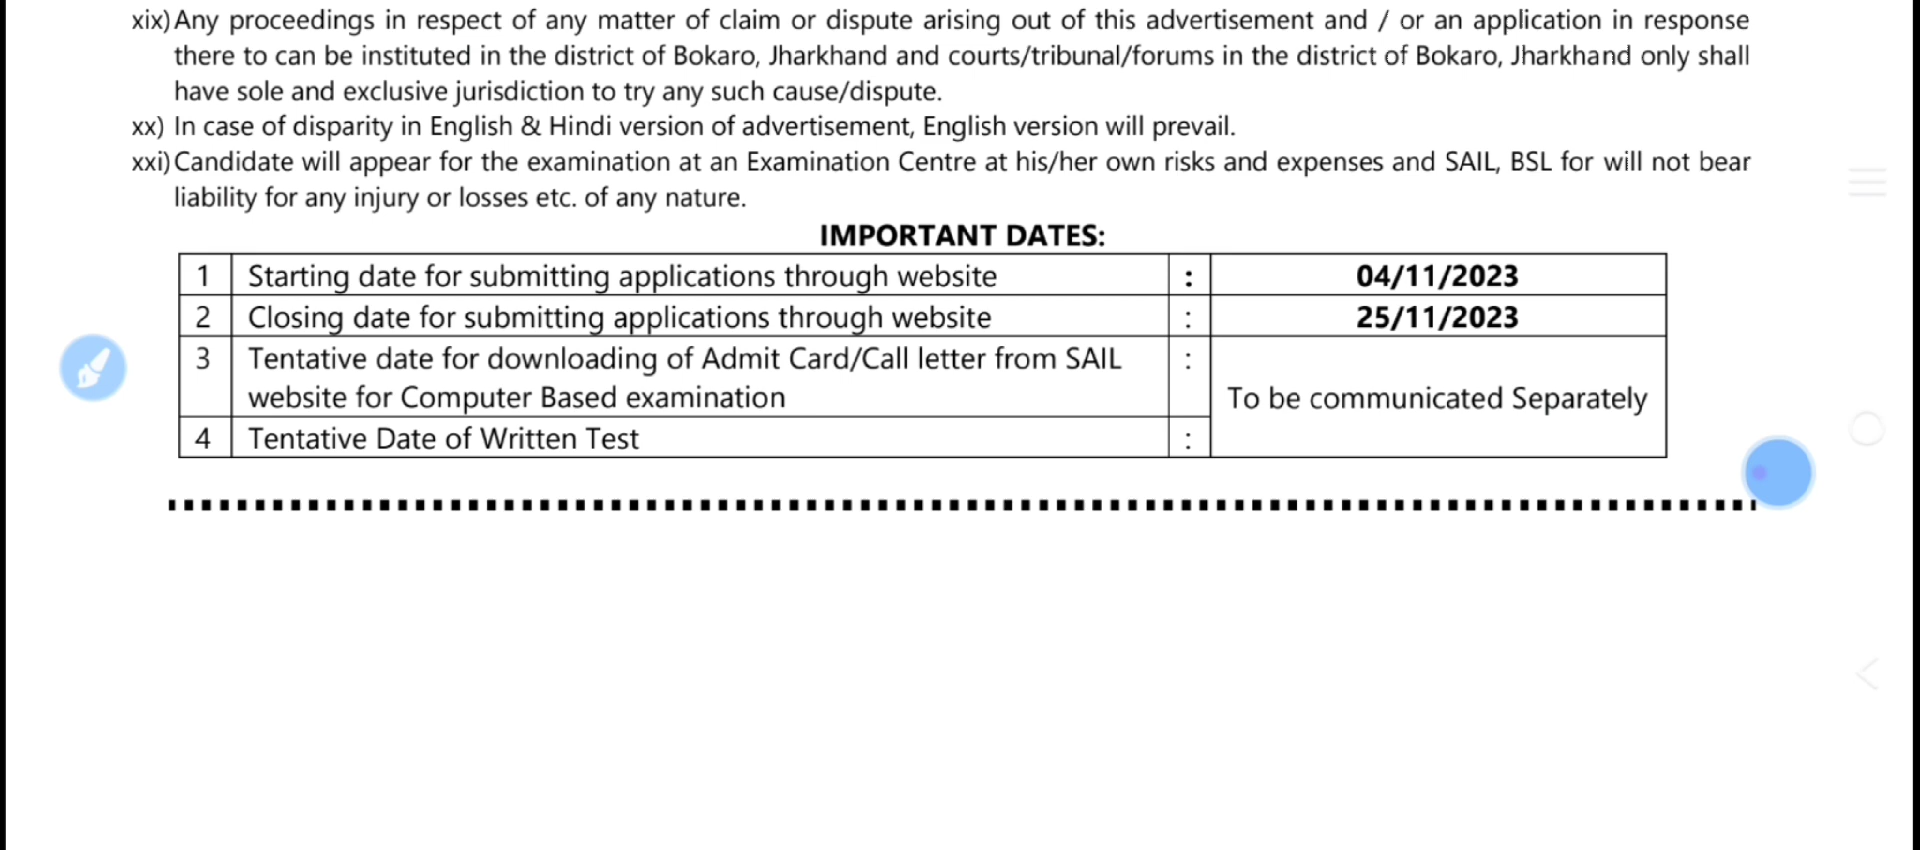 xix) Any proceedings in respect of any matter of claim or dispute arising out of this advertisement and / or an application in response
there to can be instituted in the district of Bokaro, Jharkhand and courts/tribunal/forums in the district of Bokaro, Jharkhand only shall
have sole and exclusive jurisdiction to try any such cause/dispute.
xx) In case of disparity in English & Hindi version of advertisement, English version will prevail.
xxi) Candidate will appear for the examination at an Examination Centre at his/her own risks and expenses and SAIL, BSL for will not bear
liability for any injury or losses etc. of any nature.
IMPORTANT DATES:
1 Starting date for submitting applications through website : 04/11/2023
2 Closing date for submitting applications through website : 25/11/2023
3 Tentative date for downloading of Admit Card/Call letter from SAIL :
website for Computer Based examination To be communicated Separately
4 Tentative Date of Written Test :